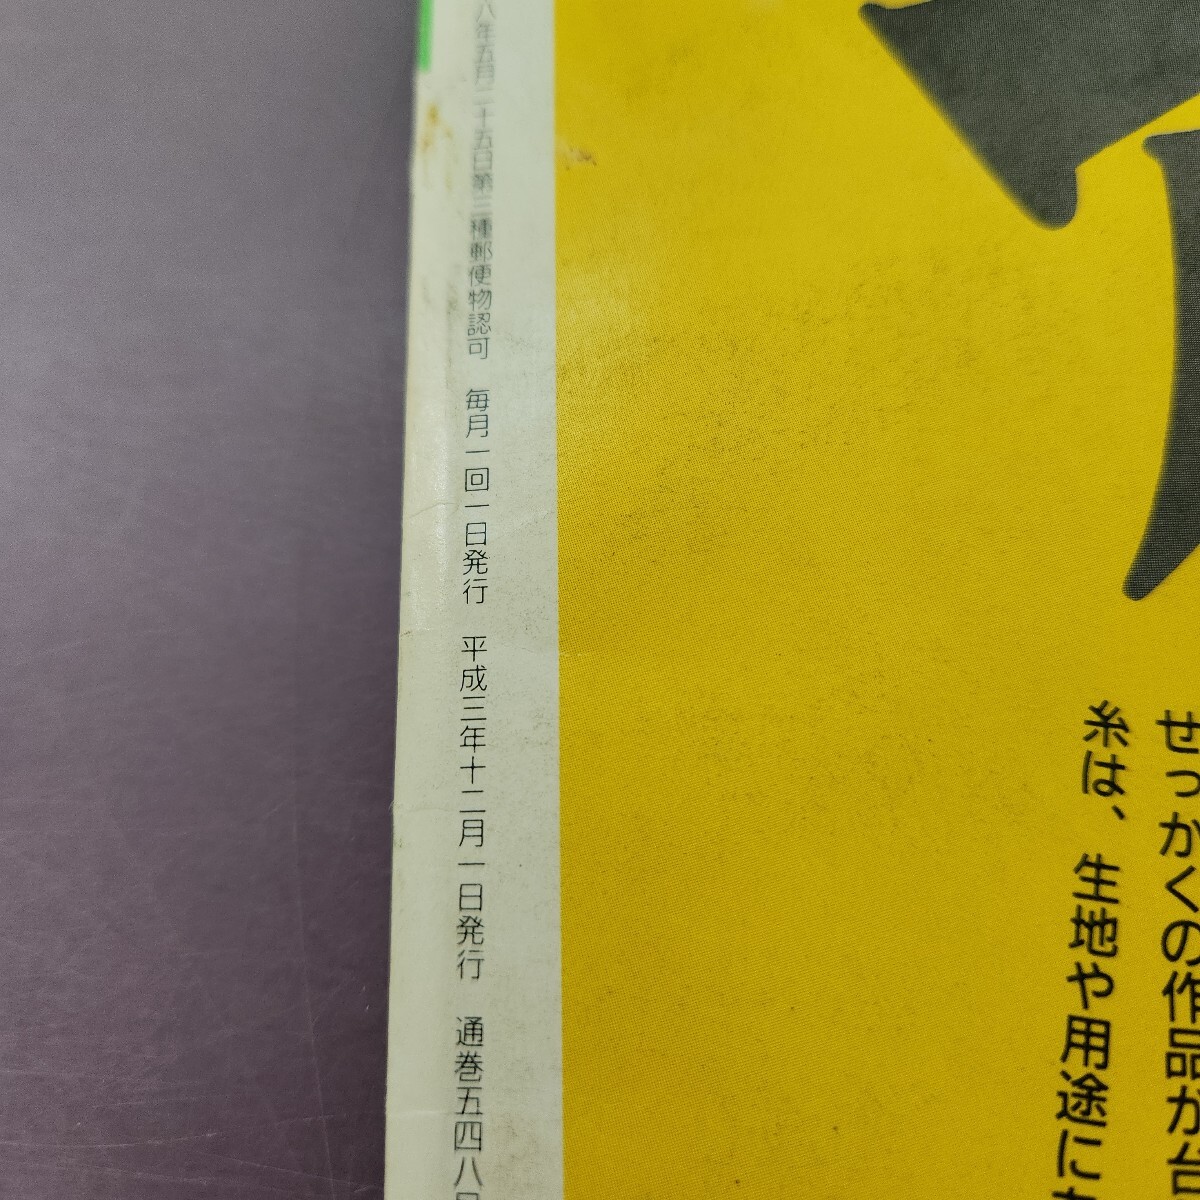 八年五月二十五日第三種郵便物認可　毎月一回一日発行　平成三年十二月一日発行　通巻五四八号
せっかくの作品が台
糸は、生地や用途に